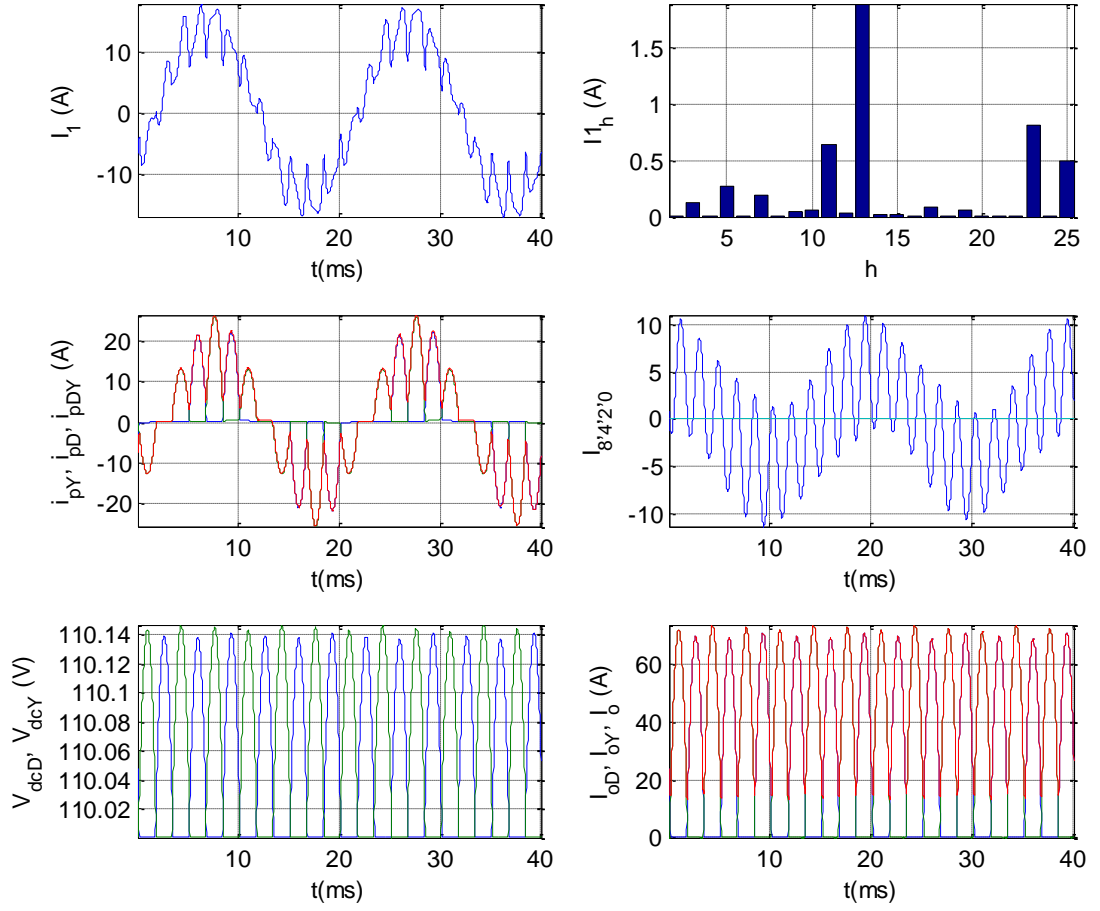 10
0
-10
I1 (A)
10 20 30 40
t(ms)
1.5
1
0.5
0
I1h (A)
5 10 15 20 25
h
20
10
0
-10
-20
ipY, ipD, ipDY (A)
10 20 30 40
t(ms)
10
5
0
-5
-10
I8'4'2'0
10 20 30 40
t(ms)
110.14
110.12
110.1
110.08
110.06
110.04
110.02
VdcD, VdcY (V)
10 20 30 40
t(ms)
60
40
20
0
IoD, IoY, Io (A)
10 20 30 40
t(ms)